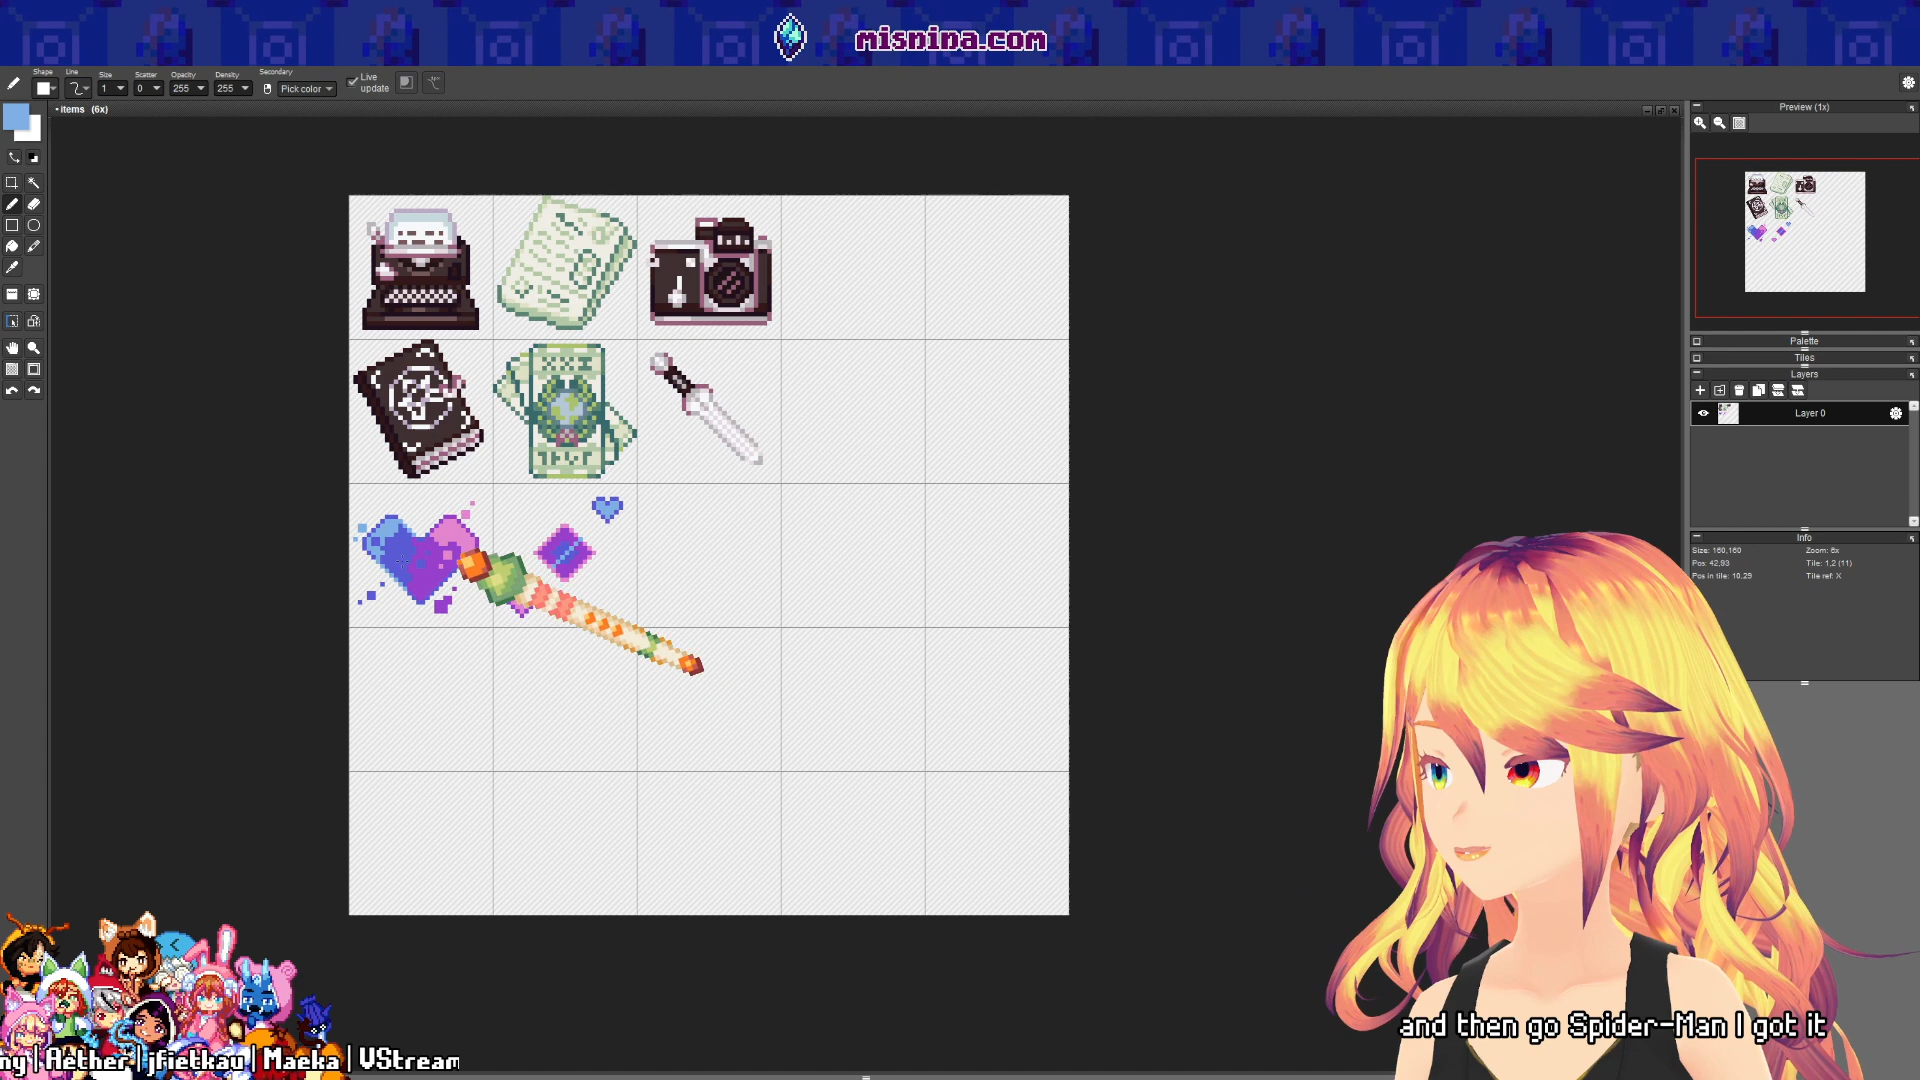 misnina.com
Shape
Line
Size
Scatter
Opacity
Density
Secondary
1
0
255
255
Pick color
Live
update
items (6x)
Preview (1x)
Palette
Tiles
Layers
Layer 0
Info
Size: 160,160
Zoom: 6x
Pos: 42,93
Tile: 1,2 (11)
Pos in tile: 10,29
Tile ref: X
and then go Spider-Man I got it
ny | Aether | jfietkau | Maeka | VStream